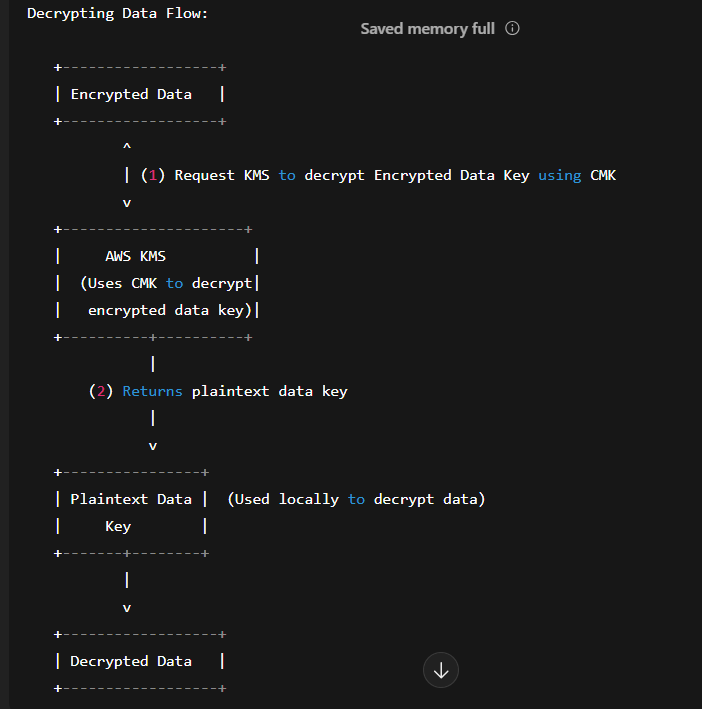 Decrypting Data Flow:
Saved memory full
+------------------+
| Encrypted Data   |
+------------------+
        ^
        | (1) Request KMS to decrypt Encrypted Data Key using CMK
        v
+---------------------+
|     AWS KMS          |
|  (Uses CMK to decrypt|
|   encrypted data key)|
+----------+----------+
           |
    (2) Returns plaintext data key
           |
           v
+----------------+
| Plaintext Data |  (Used locally to decrypt data)
|     Key        |
+-------+--------+
        |
        v
+------------------+
| Decrypted Data   |
+------------------+